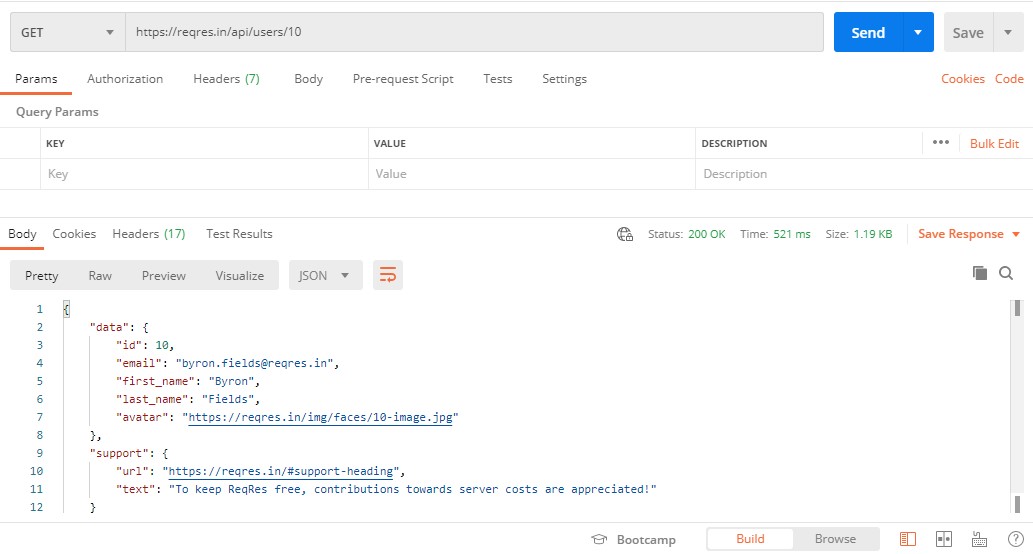 GET https://reqres.in/api/users/10 Send Save
Params Authorization Headers (7) Body Pre-request Script Tests Settings Cookies Code
Query Params
KEY VALUE DESCRIPTION ••• Bulk Edit
Key Value Description
Body Cookies Headers (17) Test Results Status: 200 OK Time: 521 ms Size: 1.19 KB Save Response
Pretty Raw Preview Visualize JSON
1 {
2 "data": {
3 "id": 10,
4 "email": "byron.fields@reqres.in",
5 "first_name": "Byron",
6 "last_name": "Fields",
7 "avatar": "https://reqres.in/img/faces/10-image.jpg"
8 },
9 "support": {
10 "url": "https://reqres.in/#support-heading",
11 "text": "To keep ReqRes free, contributions towards server costs are appreciated!"
12 }
Bootcamp Build Browse ?